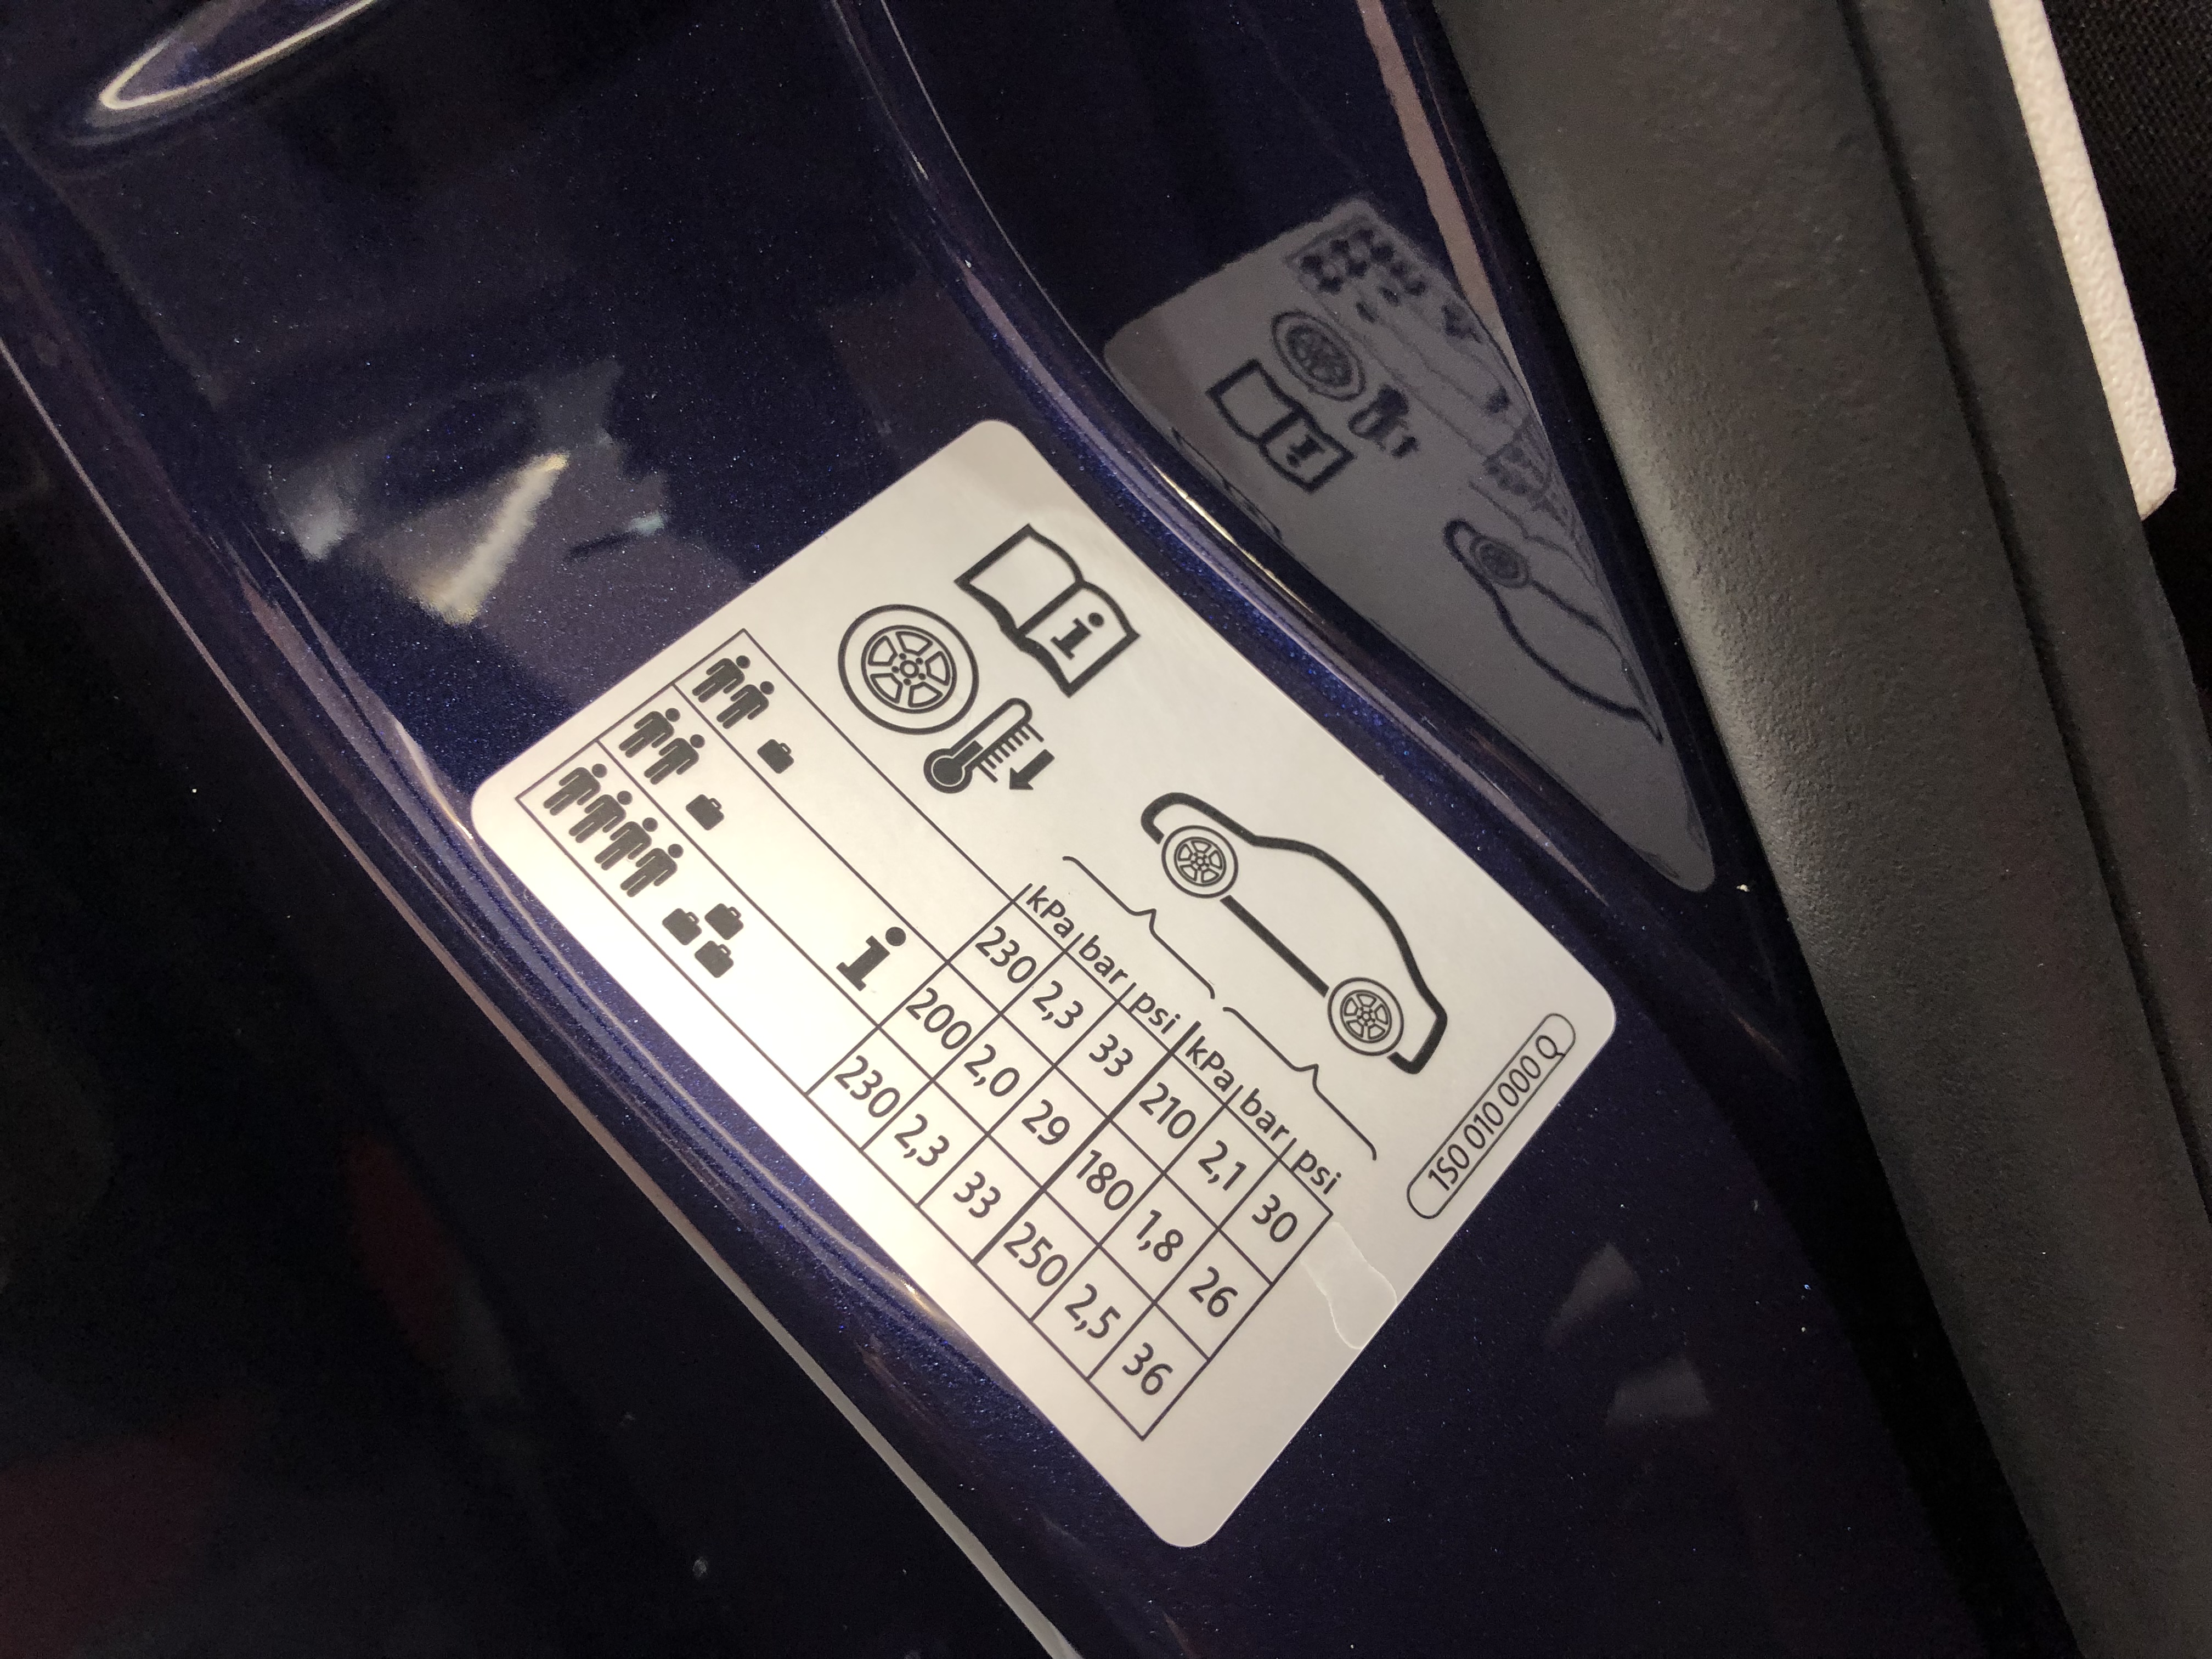 i
kPa bar psi kPa bar psi
230 2,3 33 210 2,1 30
i 200 2,0 29 180 1,8 26
230 2,3 33 250 2,5 36
1S0 010 000 Q